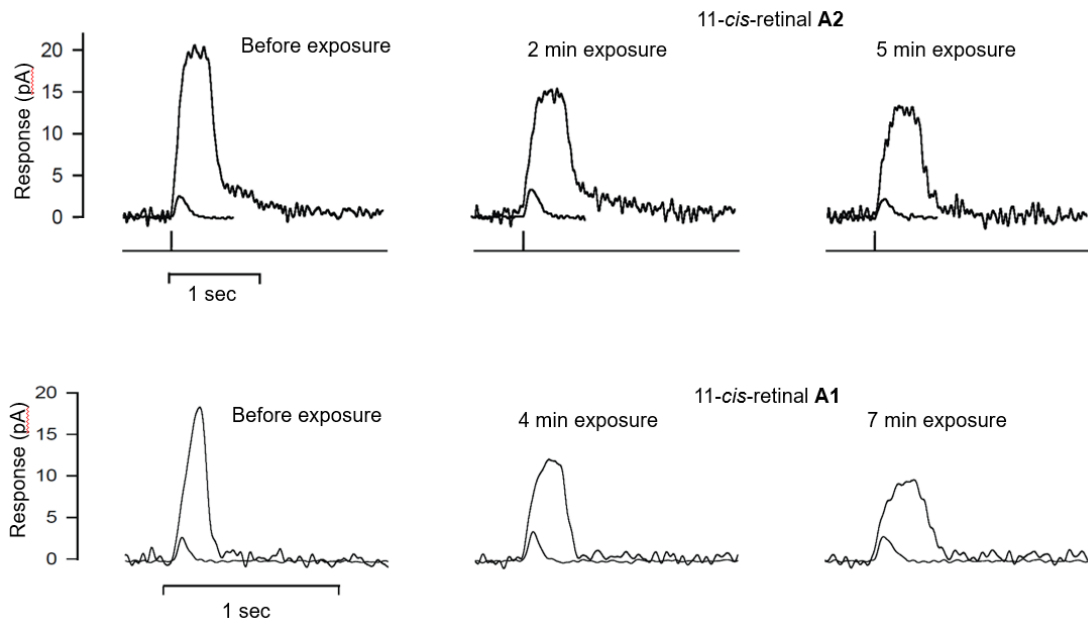 11-cis-retinal A2
Before exposure
2 min exposure
5 min exposure
Response (pA)
20
15
10
5
0
1 sec
11-cis-retinal A1
Before exposure
4 min exposure
7 min exposure
Response (pA)
20
15
10
5
0
1 sec